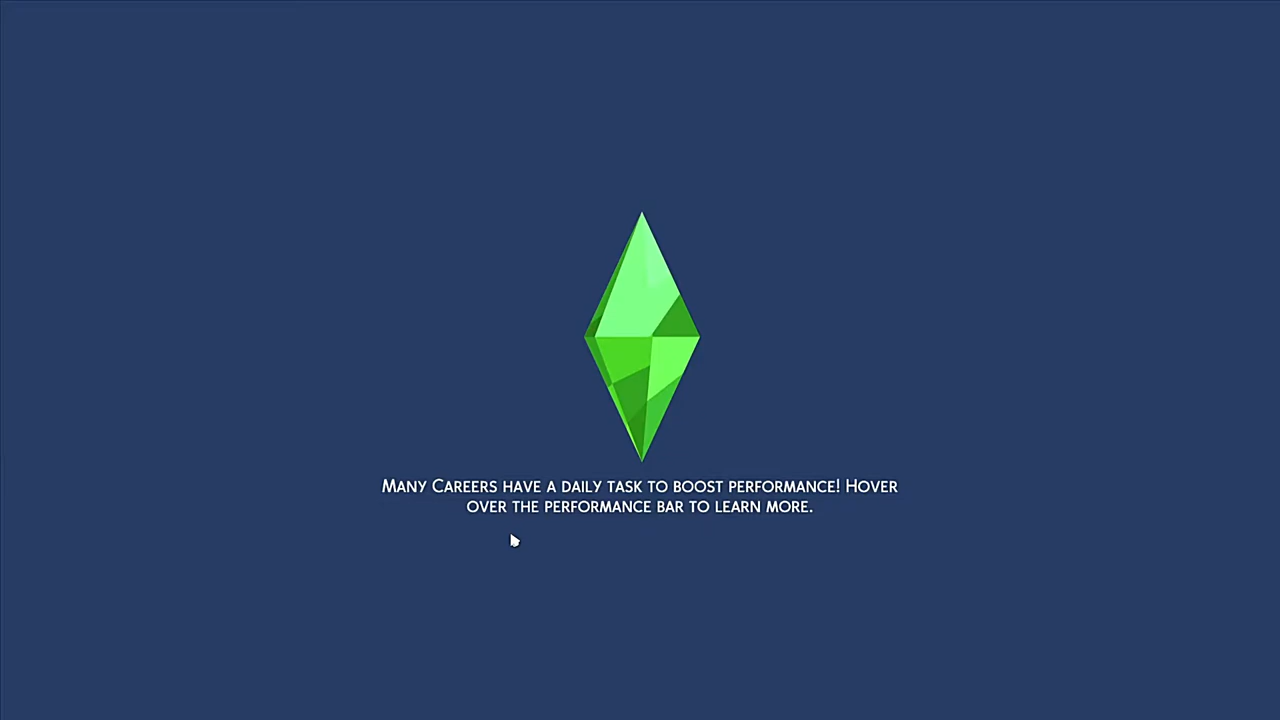 Many Careers have a daily task to boost performance! Hover
over the performance bar to learn more.